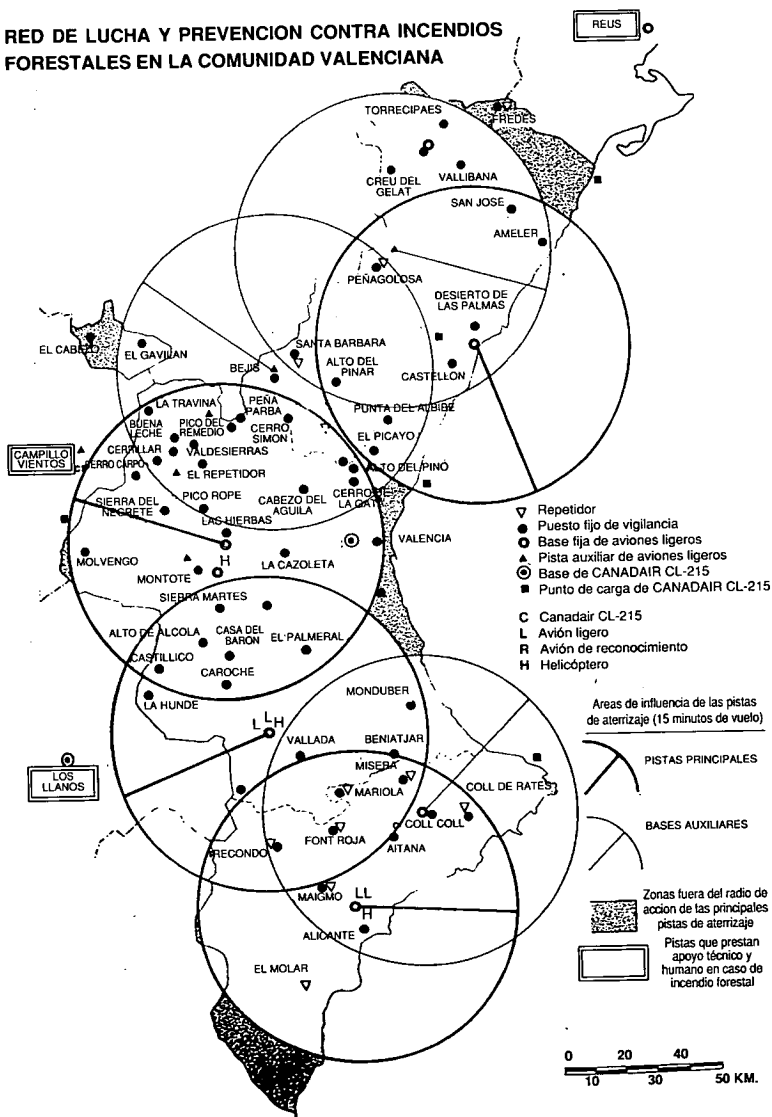 RED DE LUCHA Y PREVENCION CONTRA INCENDIOS
FORESTALES EN LA COMUNIDAD VALENCIANA
REUS
TORRECIPAES
FREDES
CREU DEL
GELAT
VALLIBANA
SAN JOSE
AMELER
PEÑAGOLOSA
DESIERTO DE
LAS PALMAS
EL CABEZO
EL GAVILAN
SANTA BARBARA
BEJIS
ALTO DEL
PINAR
CASTELLON
LA TRAVINA
PEÑA
PARBA
PUNTA DEL ALBIBE
BUENA
LECHE
PICO DEL
REMEDIO
CERRO
SIMON
EL PICAYO
CAMPILLO
VIENTOS
CERRILLAR
VALDESIERRAS
CERRO CARPO
EL REPETIDOR
ALTO DEL PINO
SIERRA DEL
NEGRETE
PICO ROPE
CABEZO DEL
AGUILA
CERRO DE
LA GATA
LAS HIERBAS
H
VALENCIA
MOLVENGO
MONTOTE
LA CAZOLETA
SIERRA MARTES
ALTO DE ALCOLA
CASA DEL
BARON
EL PALMERAL
CASTILLICO
CAROCHE
LA HUNDE
MONDUBER
L L H
VALLADA
BENIATJAR
LOS
LLANOS
MISERA
MARIOLA
COLL DE RATES
COLL COLL
FONT ROJA
AITANA
RECONDO
MAIGMO
LL
H
ALICANTE
EL MOLAR
Repetidor
Puesto fijo de vigilancia
Base fija de aviones ligeros
Pista auxiliar de aviones ligeros
Base de CANADAIR CL-215
Punto de carga de CANADAIR CL-215
C Canadair CL-215
L Avión ligero
R Avión de reconocimiento
H Helicóptero
Areas de influencia de las pistas
de aterrizaje (15 minutos de vuelo)
PISTAS PRINCIPALES
BASES AUXILIARES
Zonas fuera del radio de
accion de las principales
pistas de aterrizaje
Pistas que prestan
apoyo técnico y
humano en caso de
incendio forestal
0 20 40
10 30 50 KM.